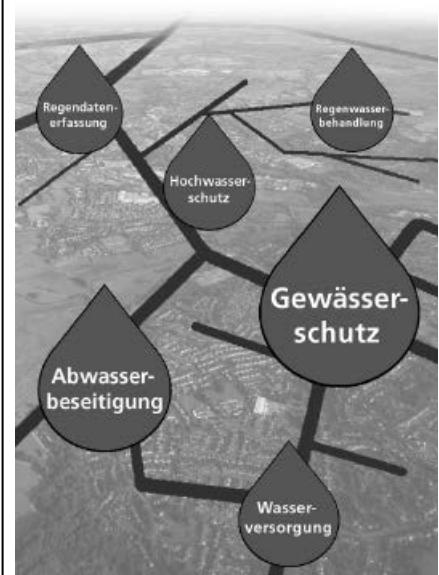 Regendaten-
erfassung
Regenwasser-
behandlung
Hochwasser-
schutz
Gewässer-
schutz
Abwasser-
beseitigung
Wasser-
versorgung